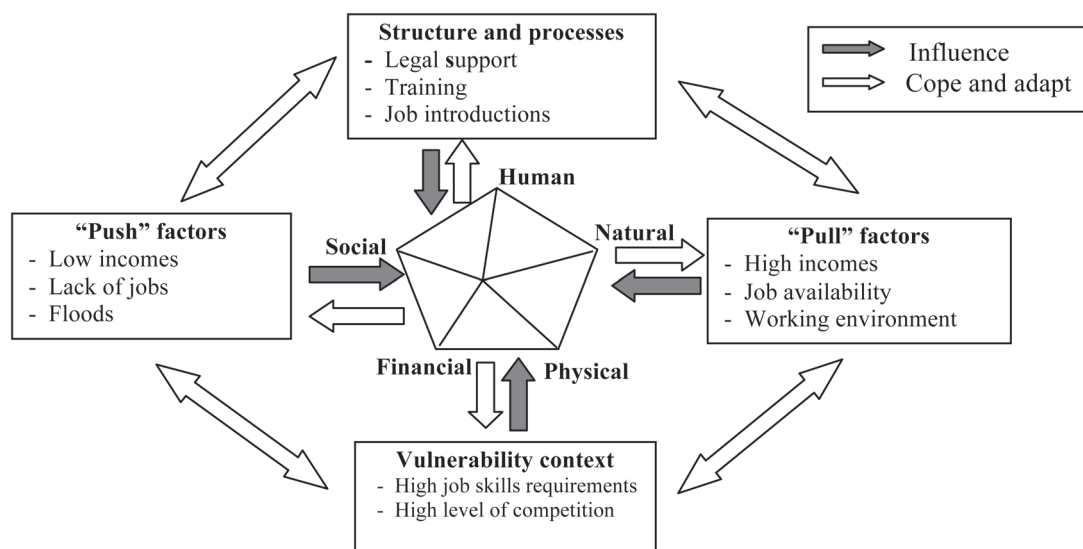 Structure and processes
- Legal support
- Training
- Job introductions
Influence
Cope and adapt
Human
"Push" factors
- Low incomes
- Lack of jobs
- Floods
Social
Natural
"Pull" factors
- High incomes
- Job availability
- Working environment
Financial
Physical
Vulnerability context
- High job skills requirements
- High level of competition